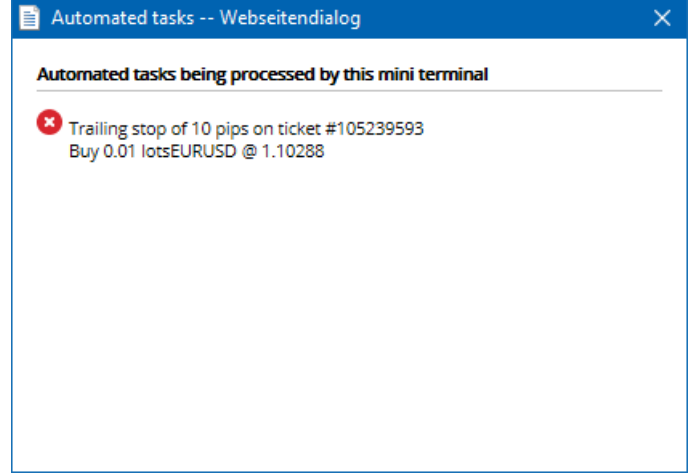 Automated tasks -- Webseitendialog
Automated tasks being processed by this mini terminal
Trailing stop of 10 pips on ticket #105239593
Buy 0.01 lotsEURUSD @ 1.10288